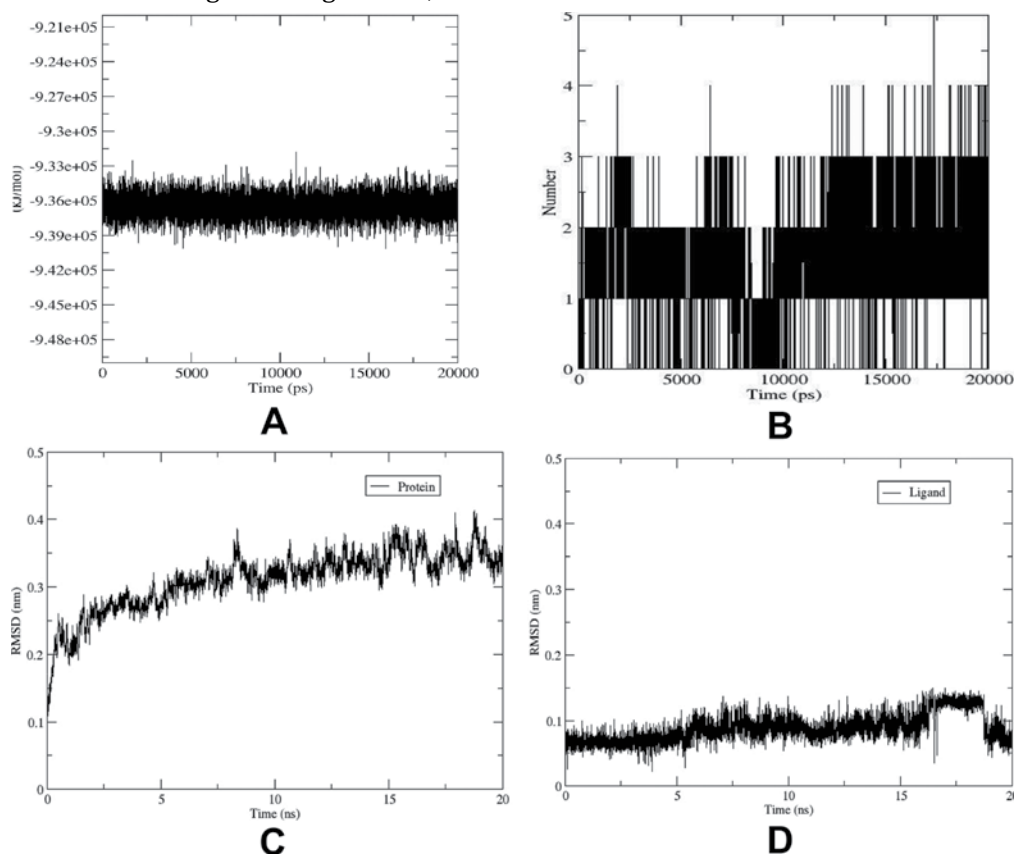 -9.21e+05
-9.24e+05
-9.27e+05
-9.3e+05
-9.33e+05
-9.36e+05
-9.39e+05
-9.42e+05
-9.45e+05
-9.48e+05
(KJ/mol)
0 5000 10000 15000 20000
Time (ps)
A
5
4
3
2
1
0
Number
0 5000 10000 15000 20000
Time (ps)
B
0.5
0.4
0.3
0.2
0.1
0
RMSD (nm)
Protein
0 5 10 15 20
Time (ns)
C
0.5
0.4
0.3
0.2
0.1
0
RMSD (nm)
Ligand
0 5 10 15 20
Time (ns)
D